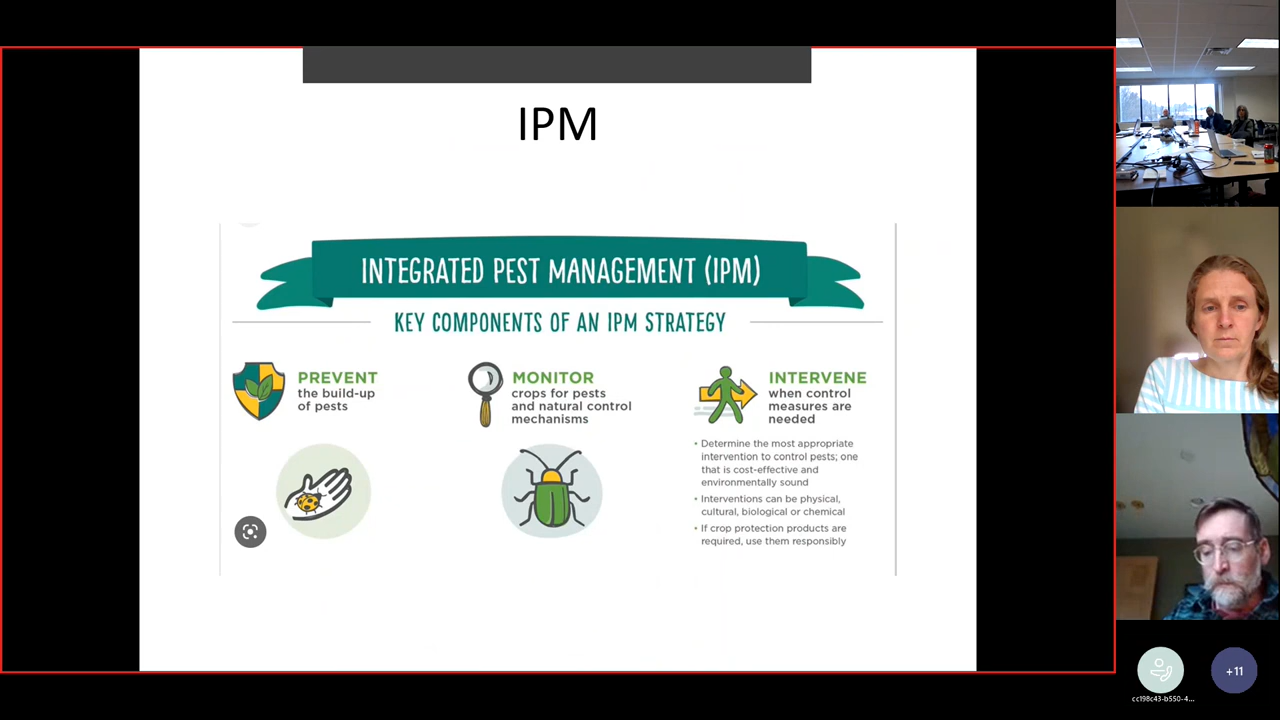 IPM
INTEGRATED PEST MANAGEMENT (IPM)
KEY COMPONENTS OF AN IPM STRATEGY
PREVENT
the build-up
of pests
MONITOR
crops for pests
and natural control
mechanisms
INTERVENE
when control
measures are
needed
• Determine the most appropriate
intervention to control pests; one
that is cost-effective and
environmentally sound
• Interventions can be physical,
cultural, biological or chemical
• If crop protection products are
required, use them responsibly
cc198c43-b550-4...
+11